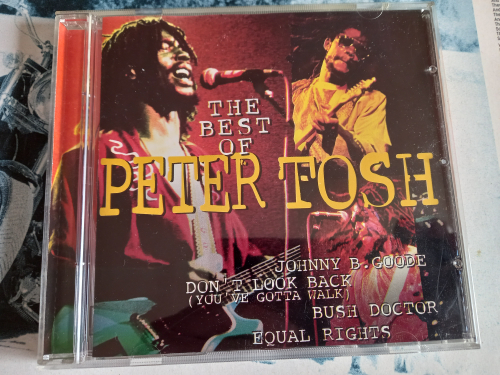 THE
BEST
OF
PETER TOSH
JOHNNY B.GOODE
DON'T LOOK BACK
(YOU'VE GOTTA WALK)
BUSH DOCTOR
EQUAL RIGHTS